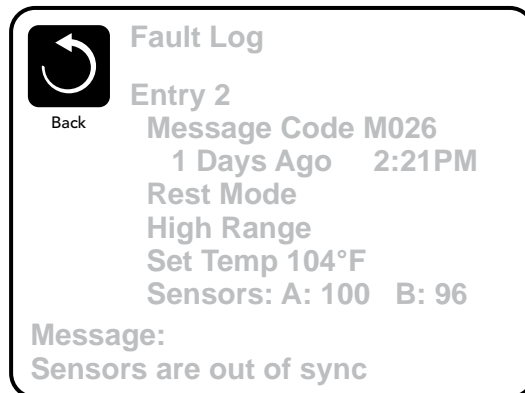 Fault Log
Back
Entry 2
Message Code M026
1 Days Ago 2:21PM
Rest Mode
High Range
Set Temp 104°F
Sensors: A: 100 B: 96
Message:
Sensors are out of sync